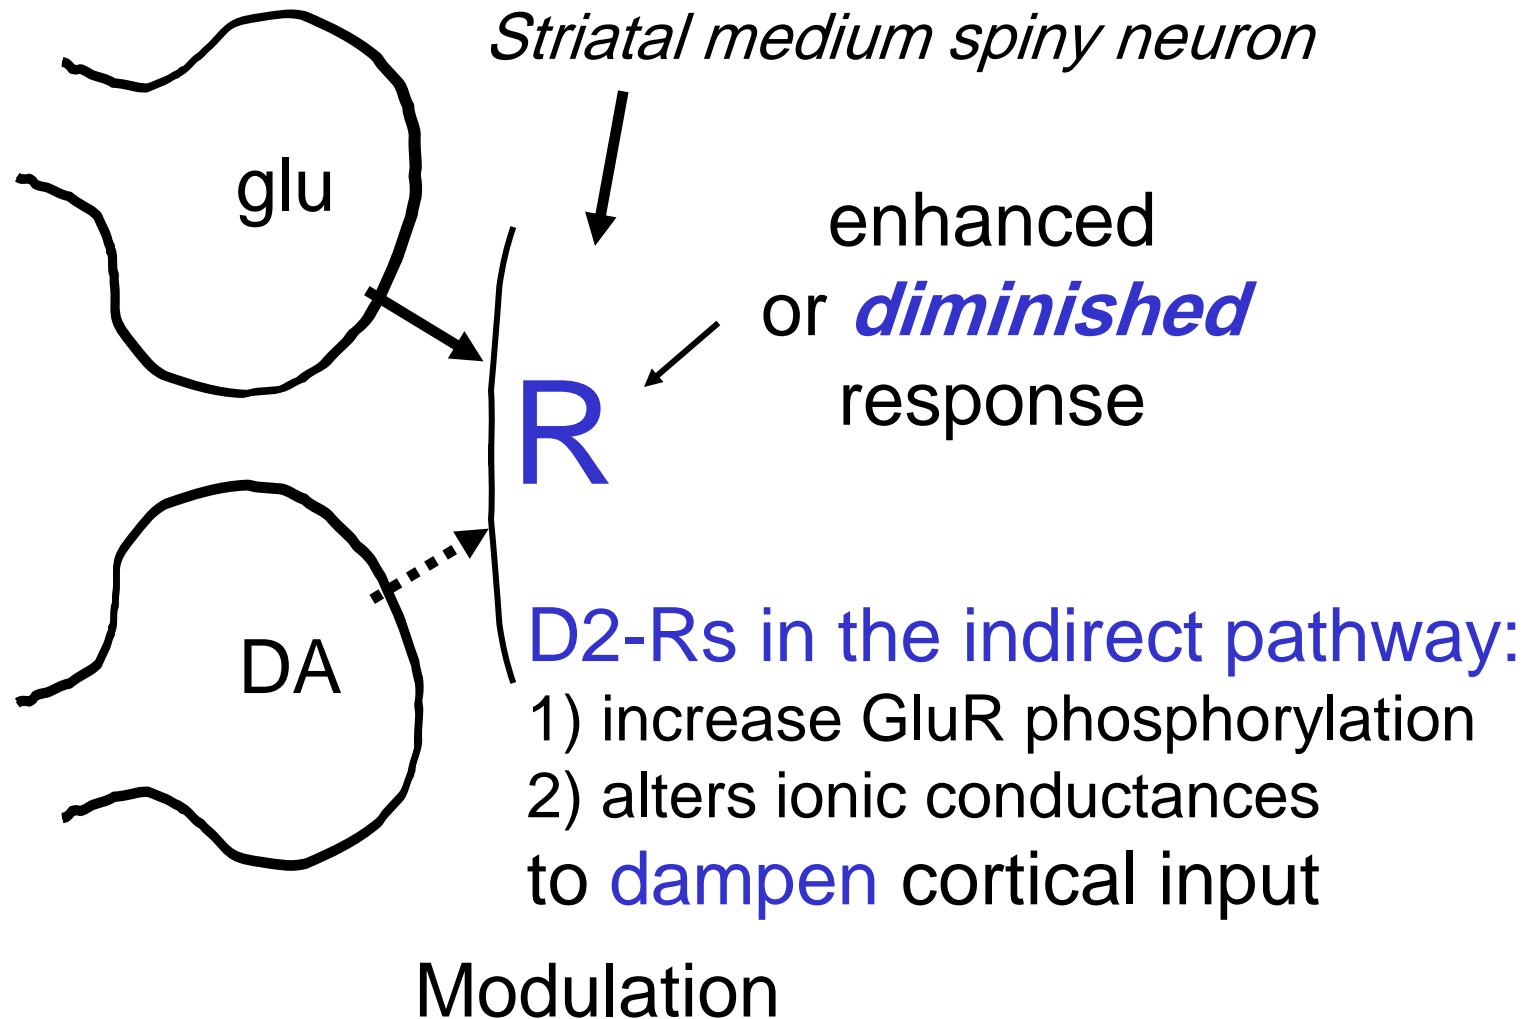 Striatal medium spiny neuron
glu
enhanced
or diminished
response
R
DA
D2-Rs in the indirect pathway:
1) increase GluR phosphorylation
2) alters ionic conductances
to dampen cortical input
Modulation